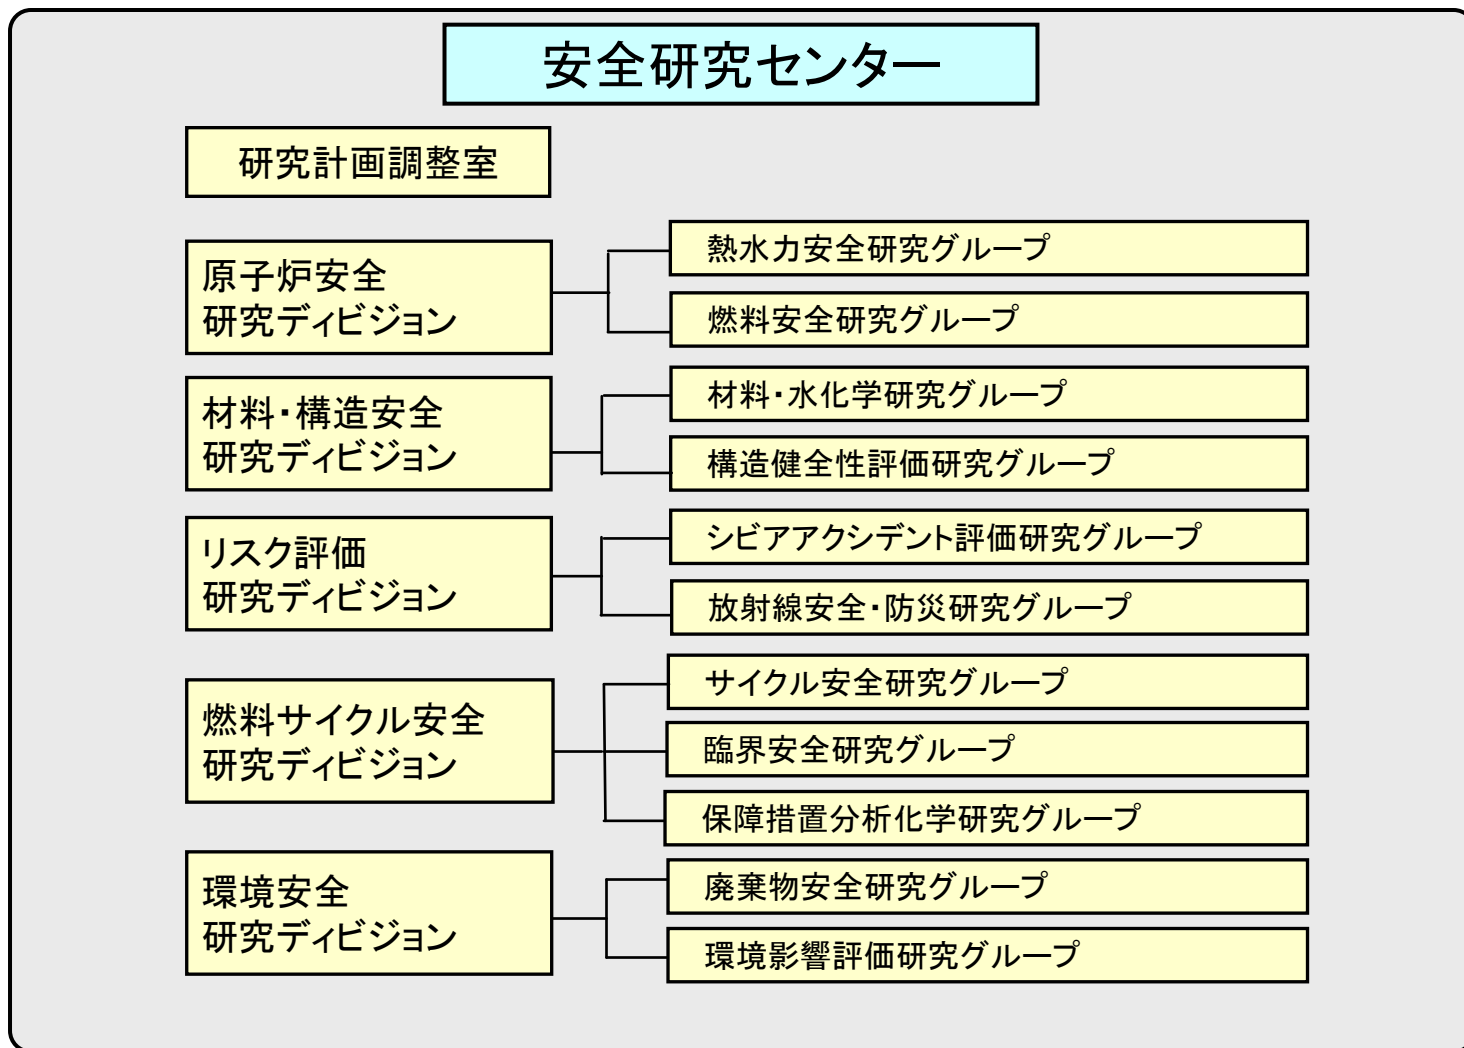 安全研究センター
研究計画調整室
原子炉安全
研究ディビジョン
熱水力安全研究グループ
燃料安全研究グループ
材料・構造安全
研究ディビジョン
材料・水化学研究グループ
構造健全性評価研究グループ
リスク評価
研究ディビジョン
シビアアクシデント評価研究グループ
放射線安全・防災研究グループ
燃料サイクル安全
研究ディビジョン
サイクル安全研究グループ
臨界安全研究グループ
保障措置分析化学研究グループ
環境安全
研究ディビジョン
廃棄物安全研究グループ
環境影響評価研究グループ